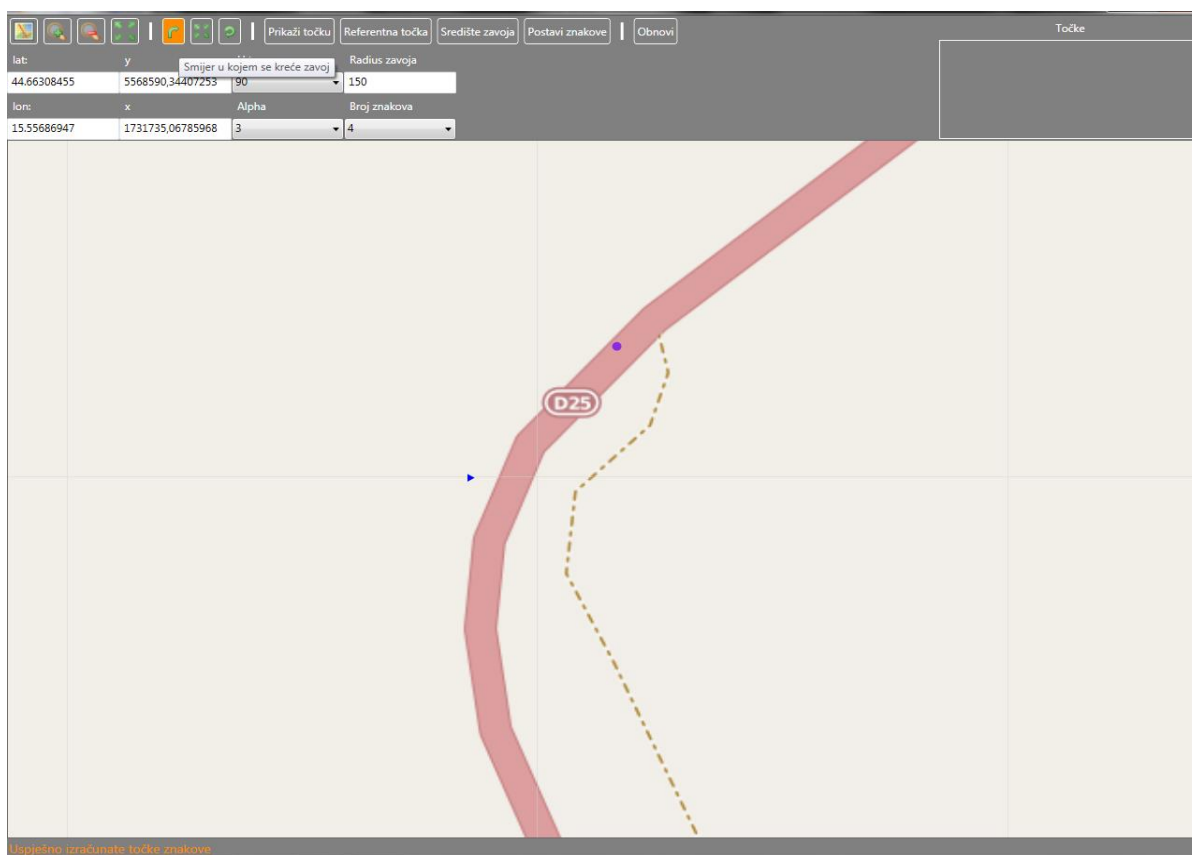 Prikaži točku Referentna točka Središte zavoja Postavi znakove Obnovi Točke
lat: y Radius zavoja
Smijer u kojem se kreće zavoj
44.66308455 5568590,34407253 90 150
lon: x Alpha Broj znakova
15.55686947 1731735,06785968 3 4
D25
Uspješno izračunate točke znakove